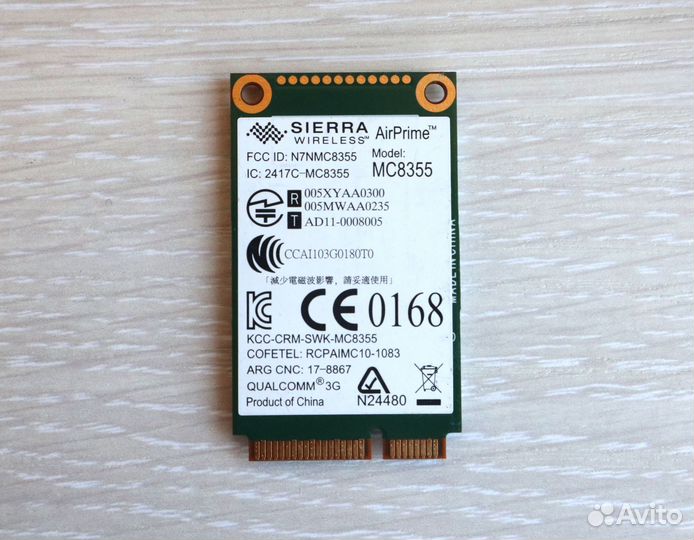 SIERRA
WIRELESS™
AirPrime™
FCC ID: N7NMC8355
Model:
IC: 2417C-MC8355
MC8355
R 005XYAA0300
005MWAA0235
T AD11-0008005
CCAI103G0180T0
「減少電磁波影響，請妥適使用」
CE 0168
KCC-CRM-SWK-MC8355
COFETEL: RCPAIMC10-1083
ARG CNC: 17-8867
QUALCOMM® 3G
Product of China
N24480
MADE IN CHINA
Avito